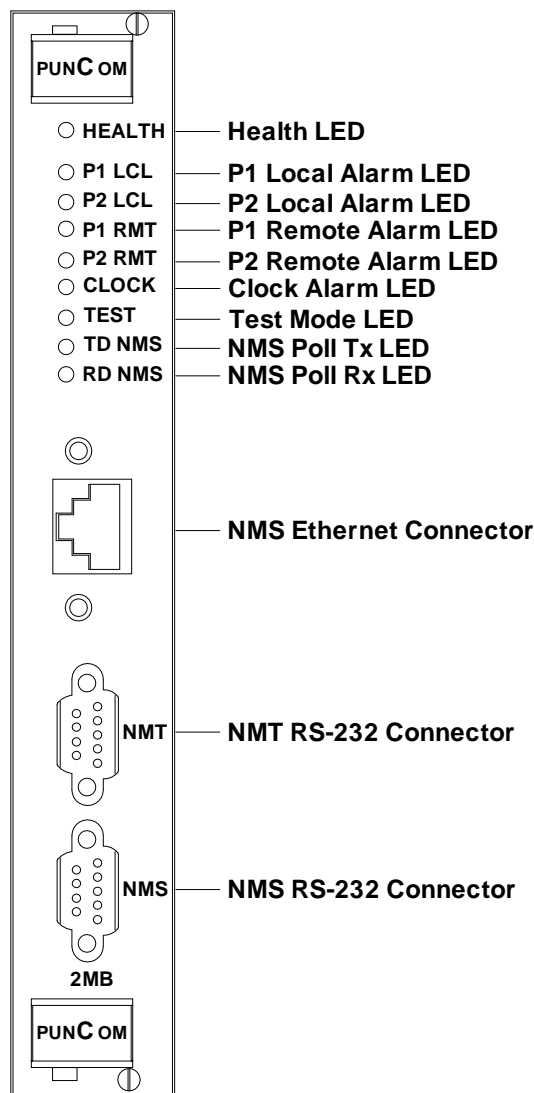 PUNCOM
HEALTH Health LED
P1 LCL P1 Local Alarm LED
P2 LCL P2 Local Alarm LED
P1 RMT P1 Remote Alarm LED
P2 RMT P2 Remote Alarm LED
CLOCK Clock Alarm LED
TEST Test Mode LED
TD NMS NMS Poll Tx LED
RD NMS NMS Poll Rx LED
NMS Ethernet Connector
NMT NMT RS-232 Connector
NMS NMS RS-232 Connector
2MB
PUNCOM